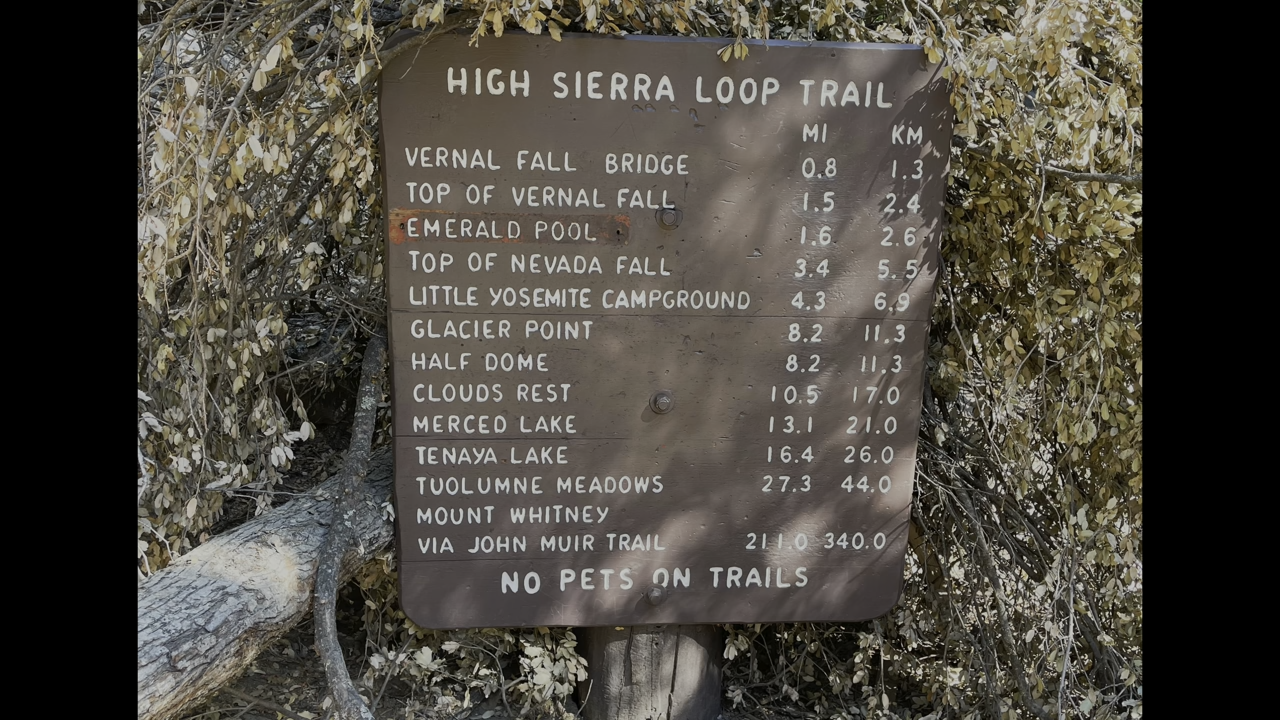 HIGH SIERRA LOOP TRAIL
MI KM
VERNAL FALL BRIDGE 0.8 1.3
TOP OF VERNAL FALL 1.5 2.4
EMERALD POOL 1.6 2.6
TOP OF NEVADA FALL 3.4 5.5
LITTLE YOSEMITE CAMPGROUND 4.3 6.9
GLACIER POINT 8.2 11.3
HALF DOME 8.2 11.3
CLOUDS REST 10.5 17.0
MERCED LAKE 13.1 21.0
TENAYA LAKE 16.4 26.0
TUOLUMNE MEADOWS 27.3 44.0
MOUNT WHITNEY
VIA JOHN MUIR TRAIL 211.0 340.0
NO PETS ON TRAILS